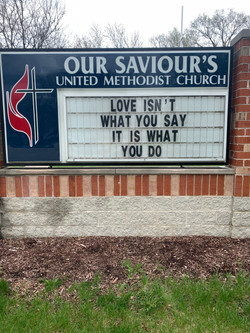 OUR SAVIOUR'S
UNITED METHODIST CHURCH
LOVE ISN'T
WHAT YOU SAY
IT IS WHAT
YOU DO